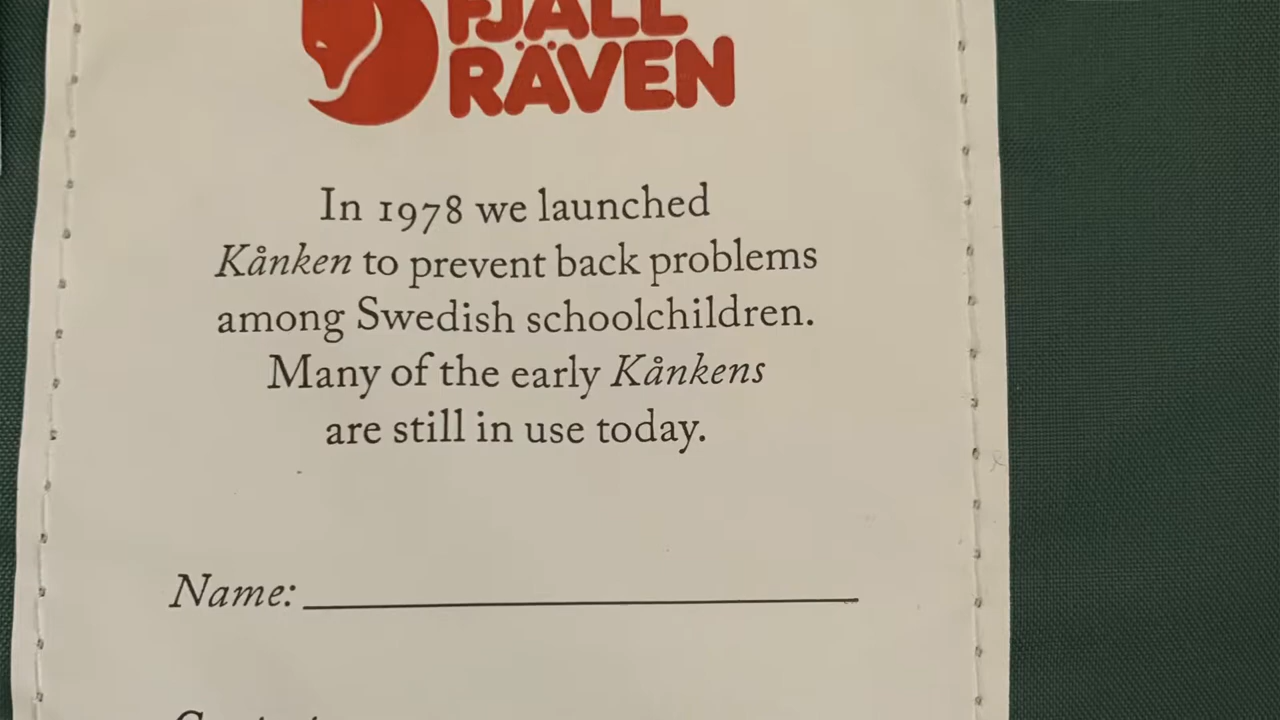 FJÄLL
RÄVEN
In 1978 we launched
Kånken to prevent back problems
among Swedish schoolchildren.
Many of the early Kånkens
are still in use today.
Name: